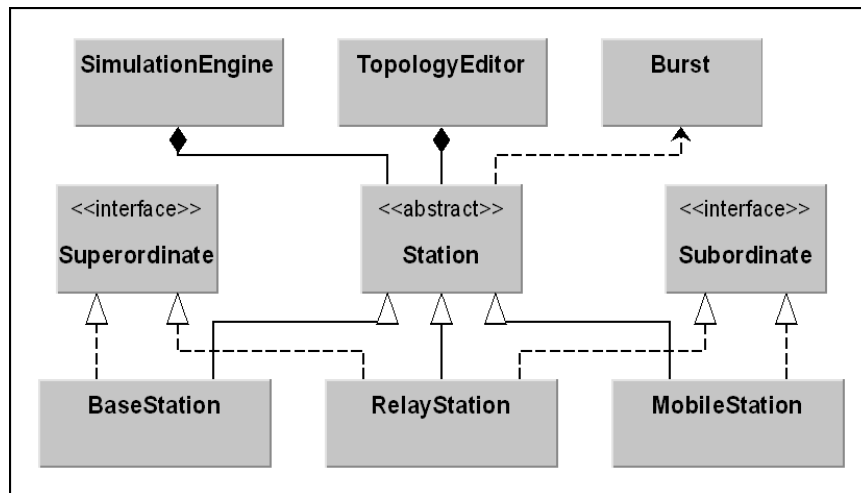 SimulationEngine
TopologyEditor
Burst
<<interface>>
Superordinate
<<abstract>>
Station
<<interface>>
Subordinate
BaseStation
RelayStation
MobileStation